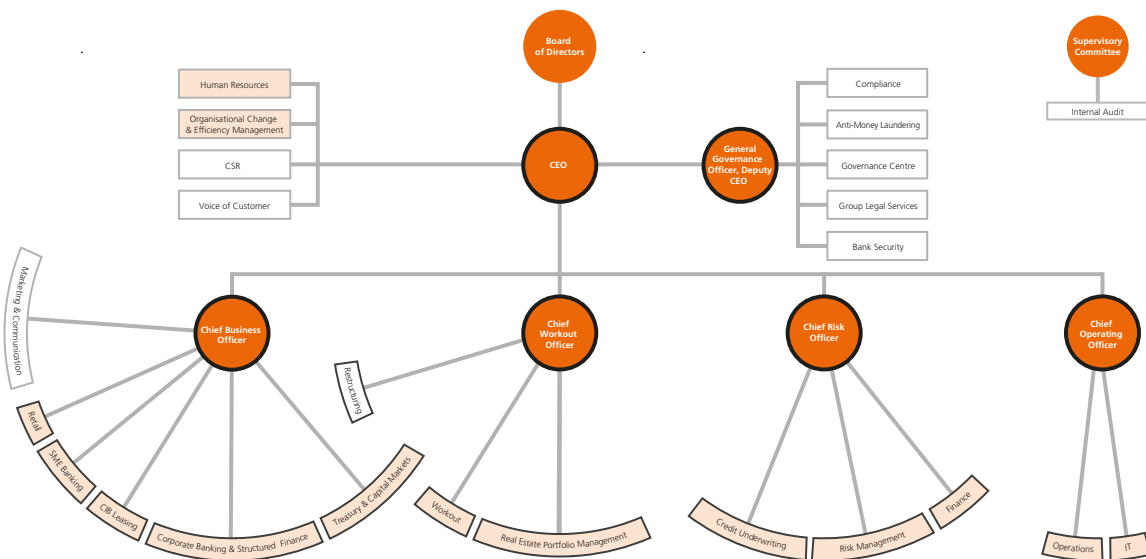 Board
of Directors
Supervisory
Committee
Human Resources
Compliance
Internal Audit
Organisational Change
& Efficiency Management
Anti-Money Laundering
CEO
General
Governance
Officer, Deputy
CEO
CSR
Governance Centre
Voice of Customer
Group Legal Services
Bank Security
Marketing & Communication
Chief Business
Officer
Chief
Workout
Officer
Chief Risk
Officer
Chief
Operating
Officer
Restructuring
Retail
SME Banking
CIB Leasing
Corporate Banking & Structured Finance
Treasury & Capital Markets
Workout
Real Estate Portfolio Management
Credit Underwriting
Risk Management
Finance
Operations
IT